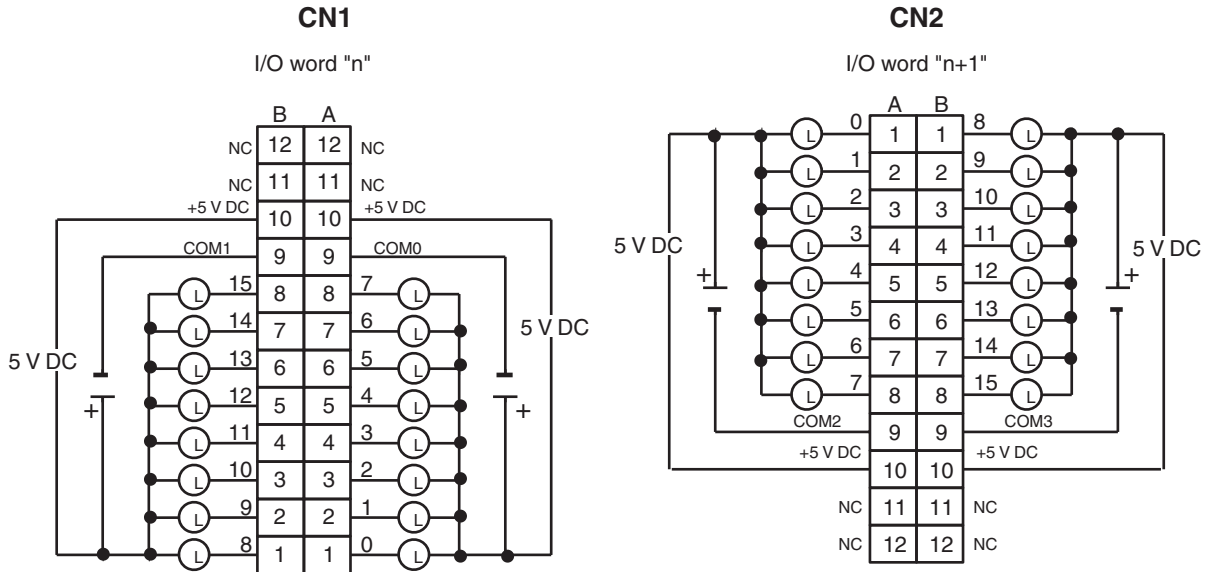 CN1
I/O word "n"
B A
NC 12 12 NC
NC 11 11 NC
+5 V DC 10 10 +5 V DC
COM1 9 9 COM0
L 15 8 8 7 L
L 14 7 7 6 L
L 13 6 6 5 L
L 12 5 5 4 L
L 11 4 4 3 L
L 10 3 3 2 L
L 9 2 2 1 L
L 8 1 1 0 L
5 V DC
+
5 V DC
+
CN2
I/O word "n+1"
A B
L 0 1 1 8 L
L 1 2 2 9 L
L 2 3 3 10 L
L 3 4 4 11 L
L 4 5 5 12 L
L 5 6 6 13 L
L 6 7 7 14 L
L 7 8 8 15 L
COM2 9 9 COM3
+5 V DC 10 10 +5 V DC
NC 11 11 NC
NC 12 12 NC
5 V DC
+
5 V DC
+